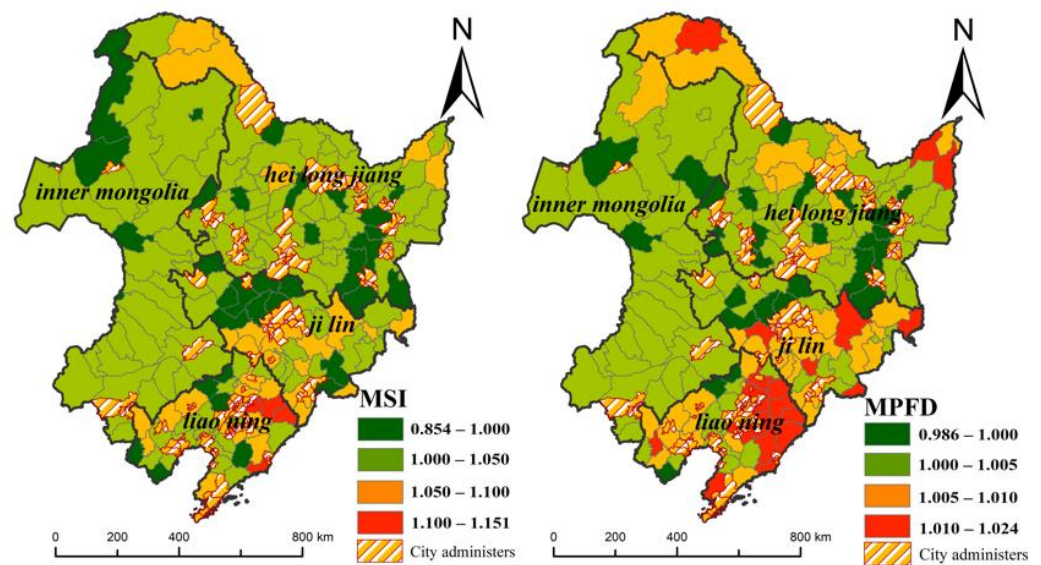 N
inner mongolia
hei long jiang
ji lin
liao ning
MSI
0.854 – 1.000
1.000 – 1.050
1.050 – 1.100
1.100 – 1.151
City administers
0 200 400 800 km
N
inner mongolia
hei long jiang
ji lin
liao ning
MPFD
0.986 – 1.000
1.000 – 1.005
1.005 – 1.010
1.010 – 1.024
City administers
0 200 400 800 km